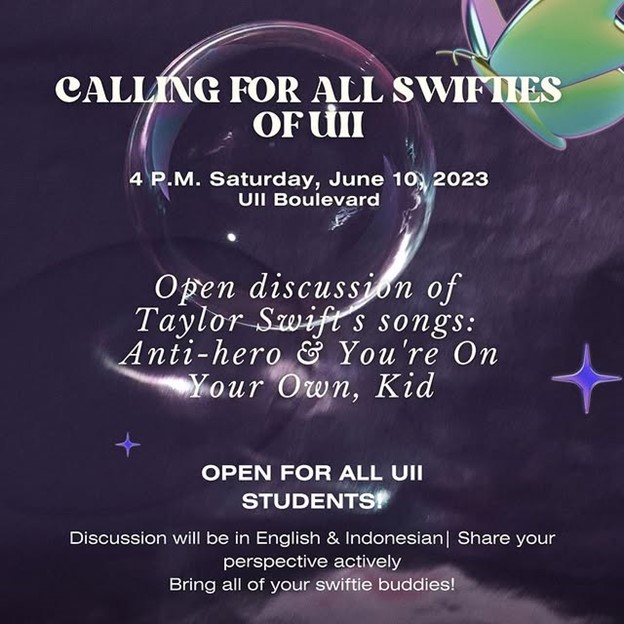 CALLING FOR ALL SWIFTIES
OF UII
4 P.M. Saturday, June 10, 2023
UII Boulevard
Open discussion of
Taylor Swift's songs:
Anti-hero & You're On
Your Own, Kid
OPEN FOR ALL UII
STUDENTS!
Discussion will be in English & Indonesian| Share your
perspective actively
Bring all of your swiftie buddies!